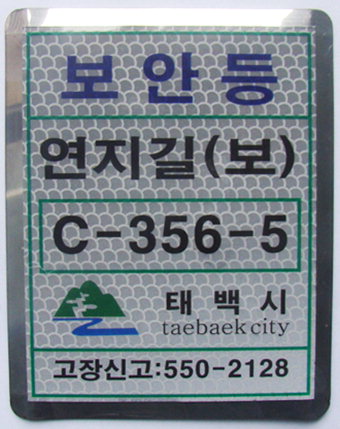 보안등
연지길(보)
C-356-5
태백시
taebaek city
고장신고:550-2128